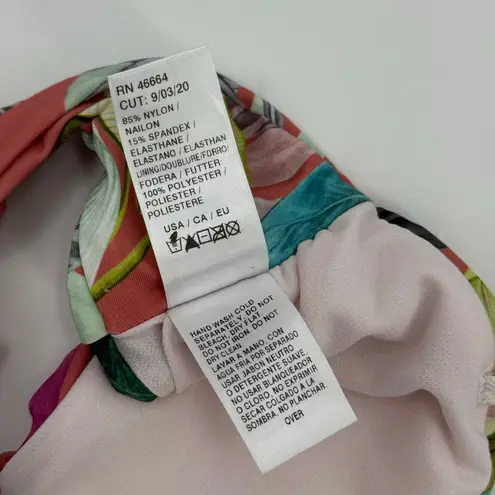 RN 46664
CUT: 9/03/20
85% NYLON /
NAILON
15% SPANDEX /
ELASTHANE /
ELASTANO / ELASTHAN
LINING/DOUBLURE/FORRO/
FODERA / FUTTER:
100% POLYESTER /
POLIESTER /
POLIESTERE
USA / CA / EU
HAND WASH COLD
SEPARATELY. DO NOT
BLEACH. DRY FLAT
DO NOT IRON. DO NOT
DRY CLEAN
LAVAR A MANO, CON
AGUA FRIA POR SEPARADO
USAR JABON NEUTRO
O DETERGENTE SUAVE.
NO USAR BLANQUEADOR
O CLORO. NO EXPRIMIR
SECAR COLGADO A LA
SOMBRA. NO PLANCHAR
OVER